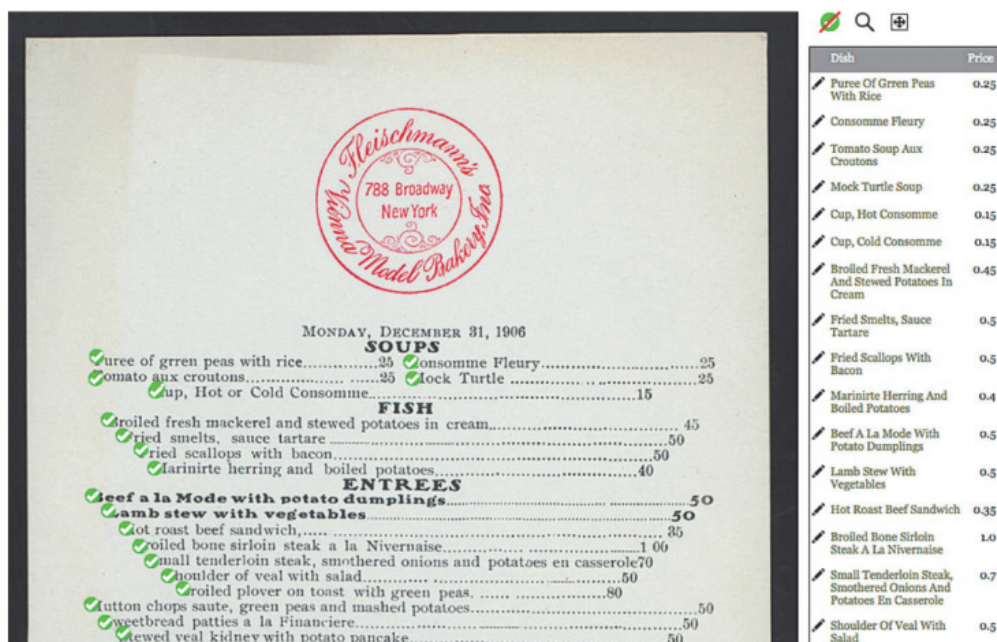 Fleischmann's
Vienna Model Bakery Inc
788 Broadway
New York
MONDAY, DECEMBER 31, 1906
SOUPS
uree of grren peas with rice..................25 onsomme Fleury..................25
omato aux croutons..................25 ock Turtle ..................25
up, Hot or Cold Consomme..................15
FISH
roiled fresh mackerel and stewed potatoes in cream..................45
ried smelts, sauce tartare ..................50
ried scallops with bacon..................50
arinirte herring and boiled potatoes..................40
ENTREES
eef a la Mode with potato dumplings..................50
amb stew with vegetables..................50
ot roast beef sandwich,..... ..................35
roiled bone sirloin steak a la Nivernaise..................1 00
mall tenderloin steak, smothered onions and potatoes en casserole70
houlder of veal with salad..................50
roiled plover on toast with green peas. ..................80
utton chops saute, green peas and mashed potatoes..................50
weetbread patties a la Financiere..................50
tewed veal kidney with potato pancake..................50
Dish Price
Puree Of Grren Peas 0.25
With Rice
Consomme Fleury 0.25
Tomato Soup Aux 0.25
Croutons
Mock Turtle Soup 0.25
Cup, Hot Consomme 0.15
Cup, Cold Consomme 0.15
Broiled Fresh Mackerel 0.45
And Stewed Potatoes In
Cream
Fried Smelts, Sauce 0.5
Tartare
Fried Scallops With 0.5
Bacon
Marinirte Herring And 0.4
Boiled Potatoes
Beef A La Mode With 0.5
Potato Dumplings
Lamb Stew With 0.5
Vegetables
Hot Roast Beef Sandwich 0.35
Broiled Bone Sirloin 1.0
Steak A La Nivernaise
Small Tenderloin Steak, 0.7
Smothered Onions And
Potatoes En Casserole
Shoulder Of Veal With 0.5
Salad